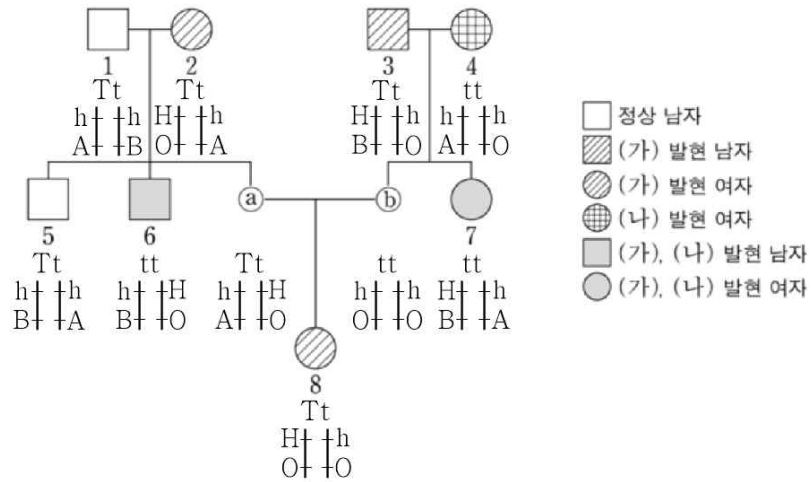 1 2 3 4
Tt Tt Tt tt
h h H h H h h h
A B O A B O A O
정상 남자
(가) 발현 남자
(가) 발현 여자
(나) 발현 여자
(가), (나) 발현 남자
(가), (나) 발현 여자
ⓐ ⓑ
5 6 7
Tt tt Tt tt tt
h h h H h H h h H h
B A B O A O O O B A
8
Tt
H h
O O